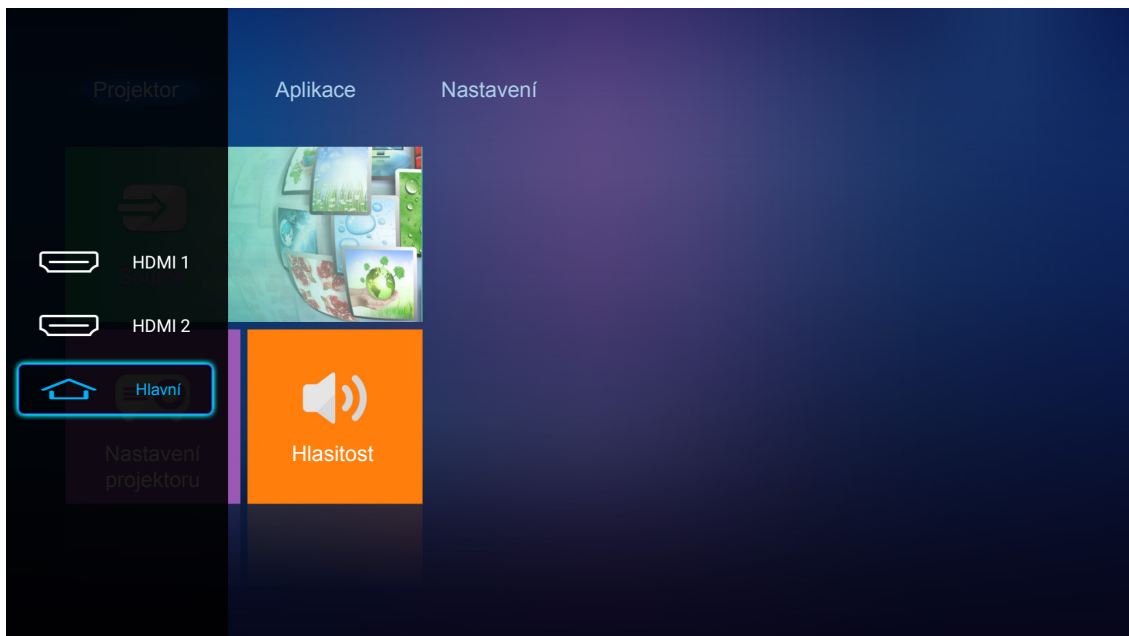 Projektor
Aplikace
Nastavení
HDMI 1
HDMI 2
Hlavní
Nastavení
projektoru
Hlasitost